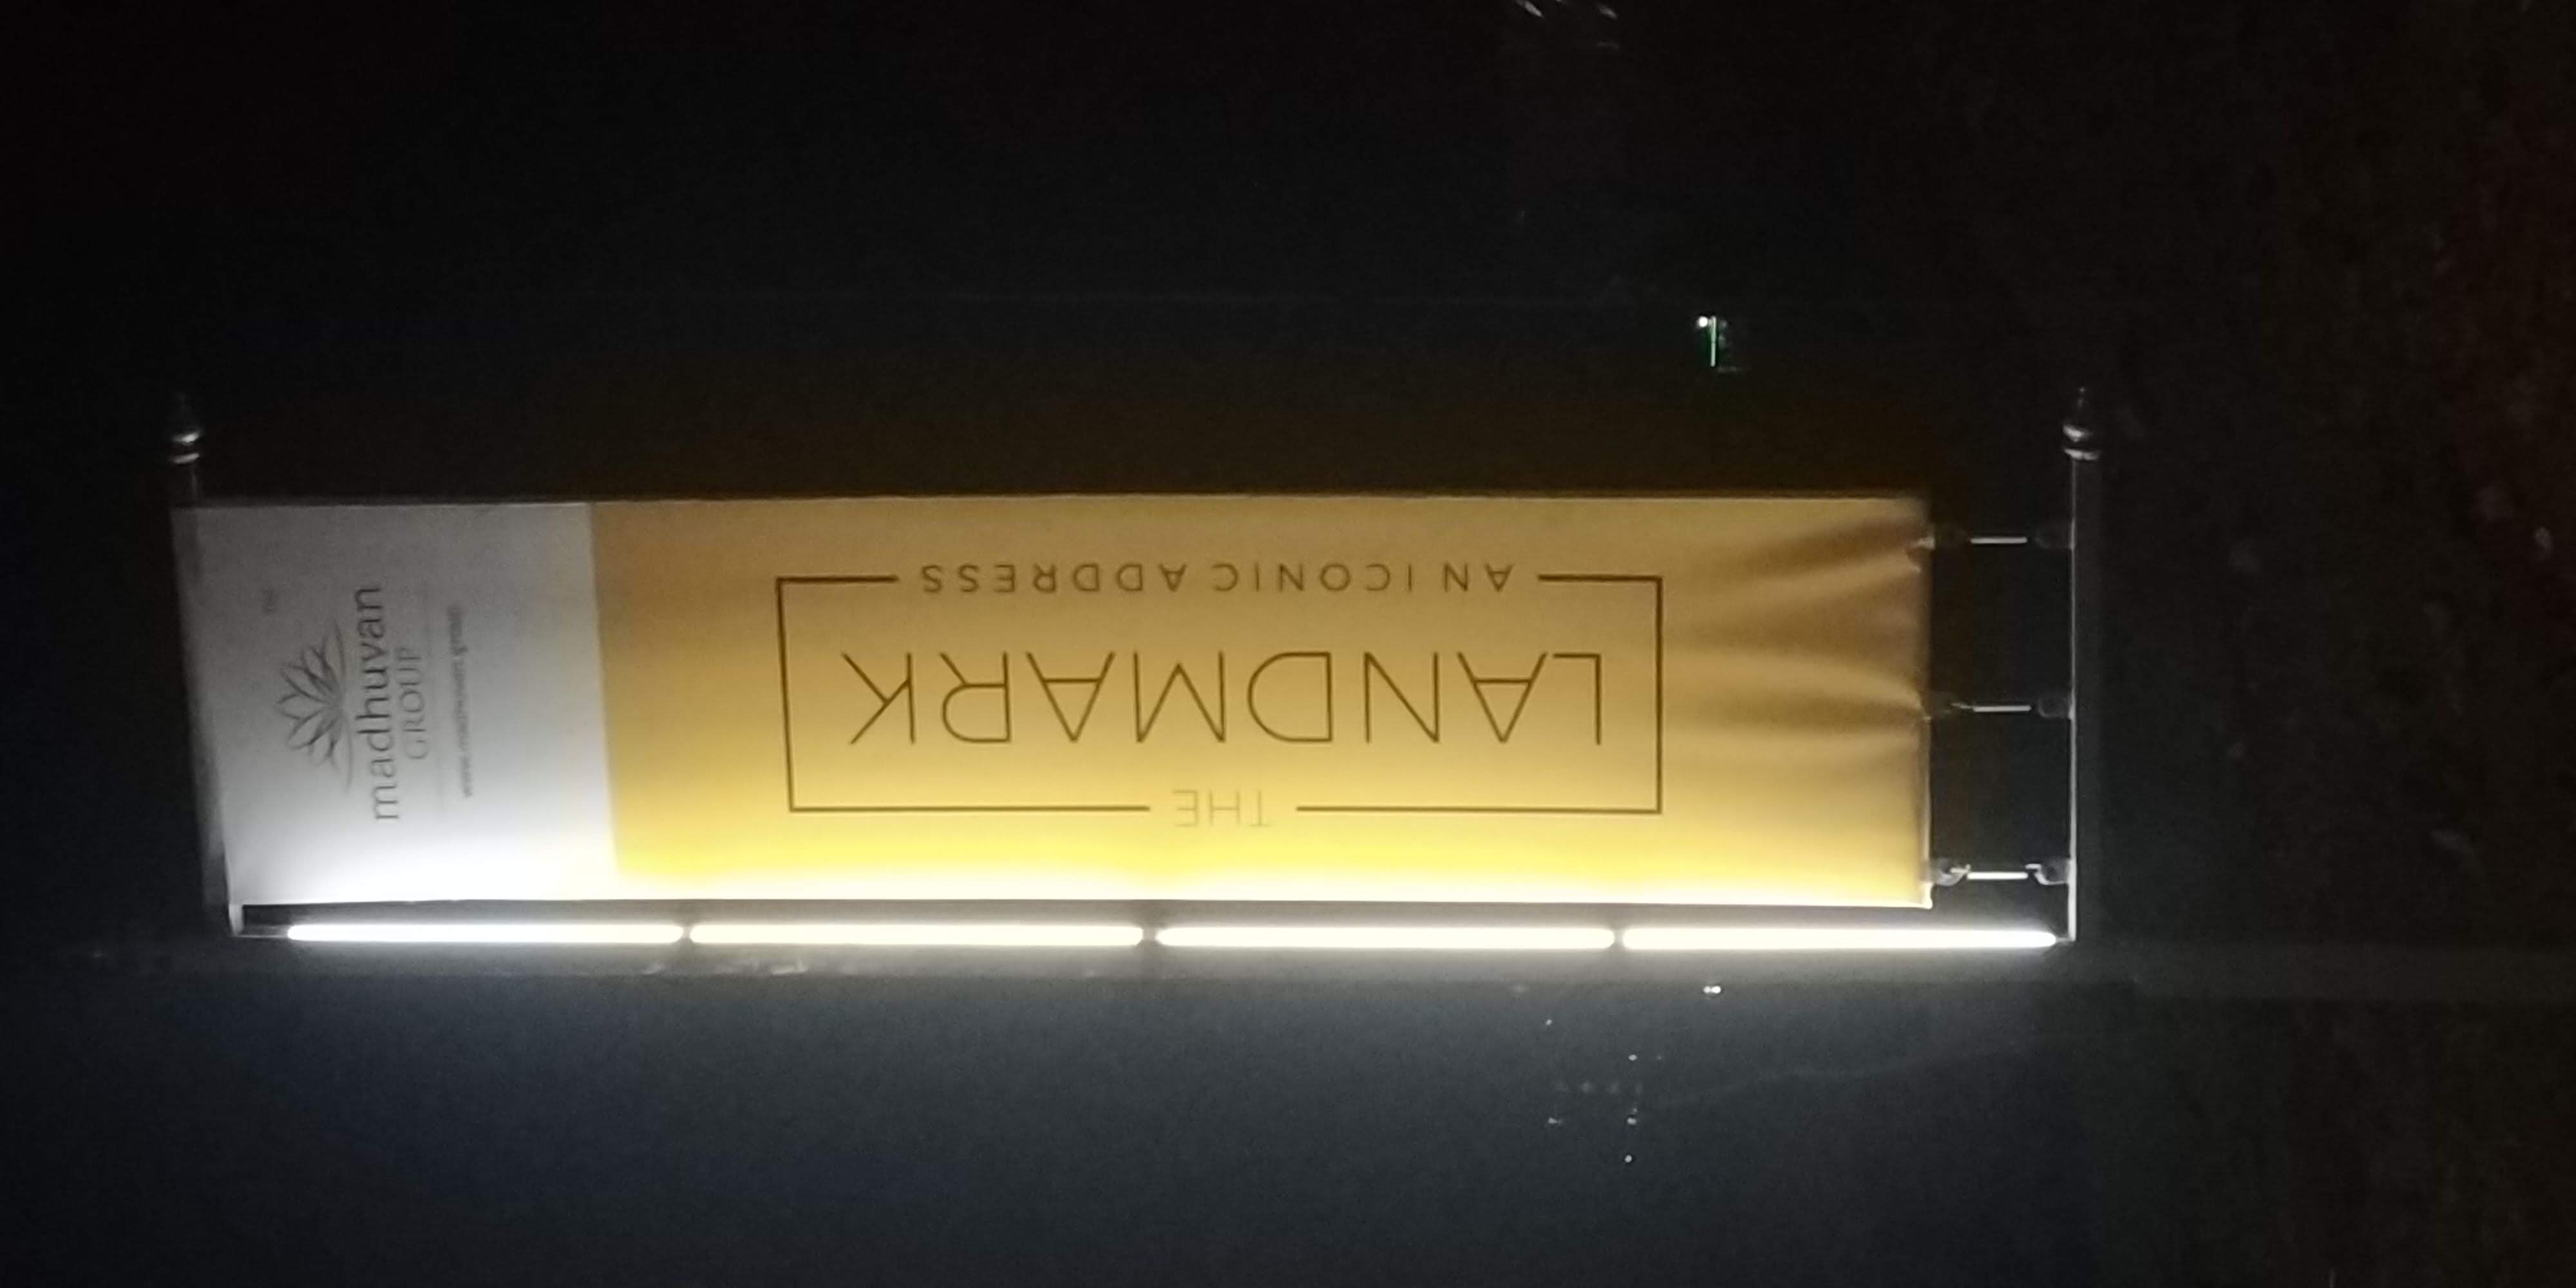 THE
LANDMARK
AN ICONIC ADDRESS
madhuvan
GROUP